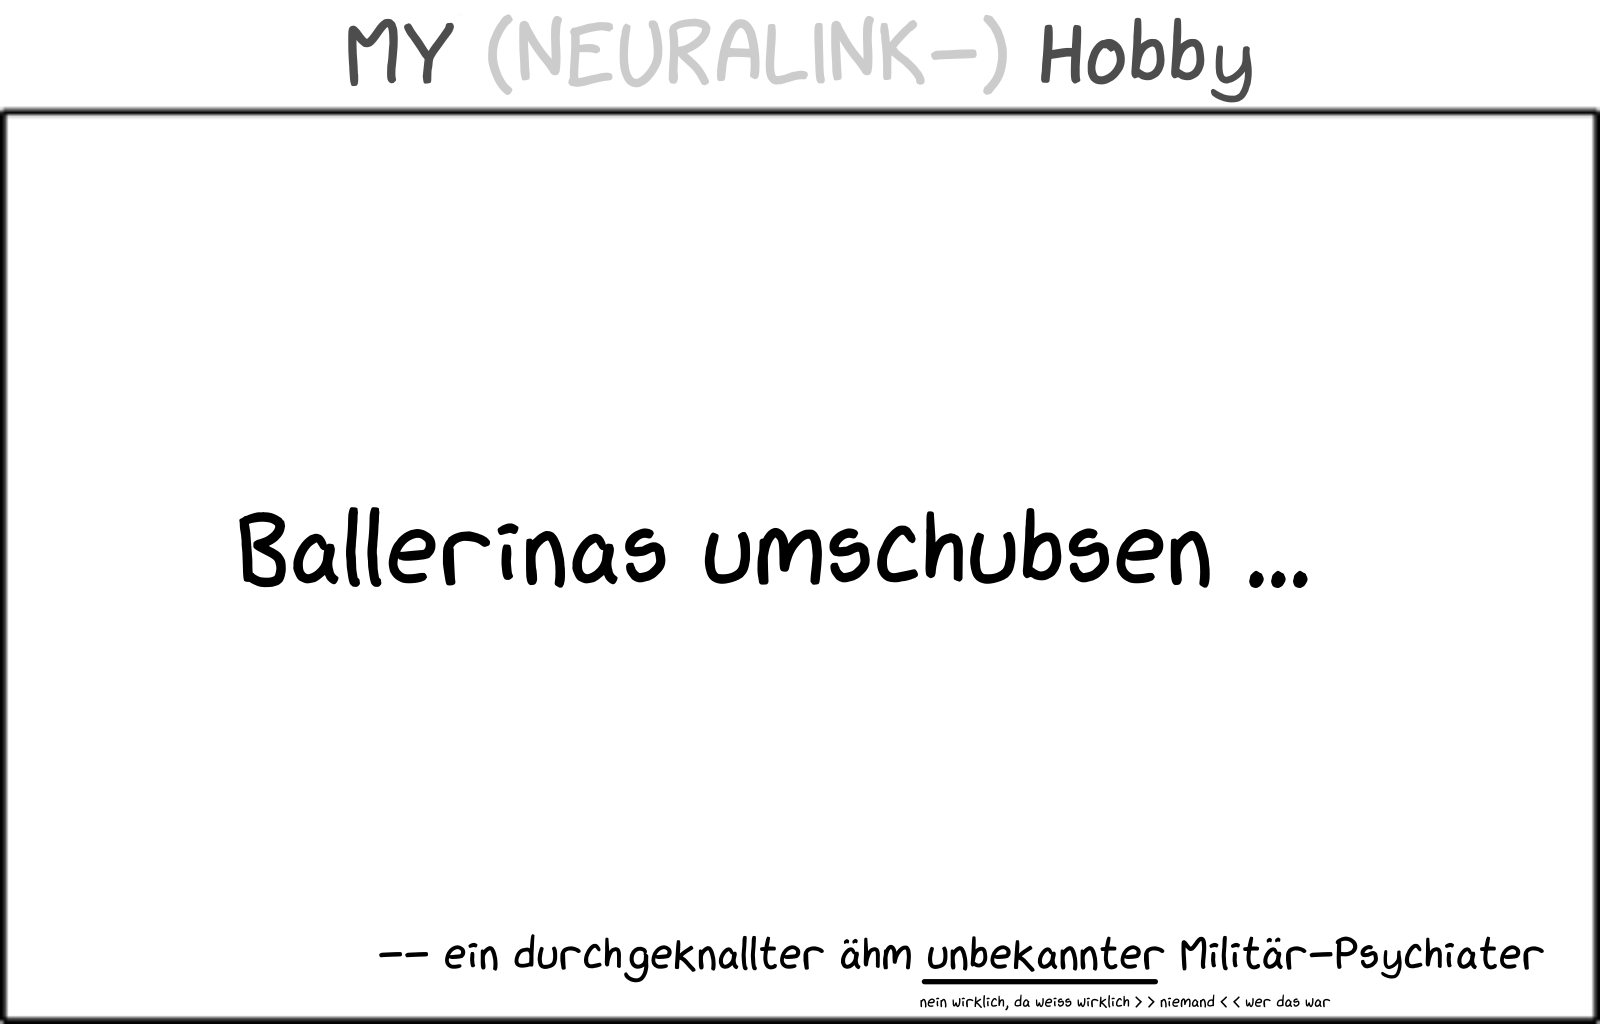 MY (NEURALINK-) Hobby
Ballerinas umschubsen ...
-- ein durchgeknallter ähm unbekannter Militär-Psychiater
nein wirklich, da weiss wirklich > > niemand < < wer das war